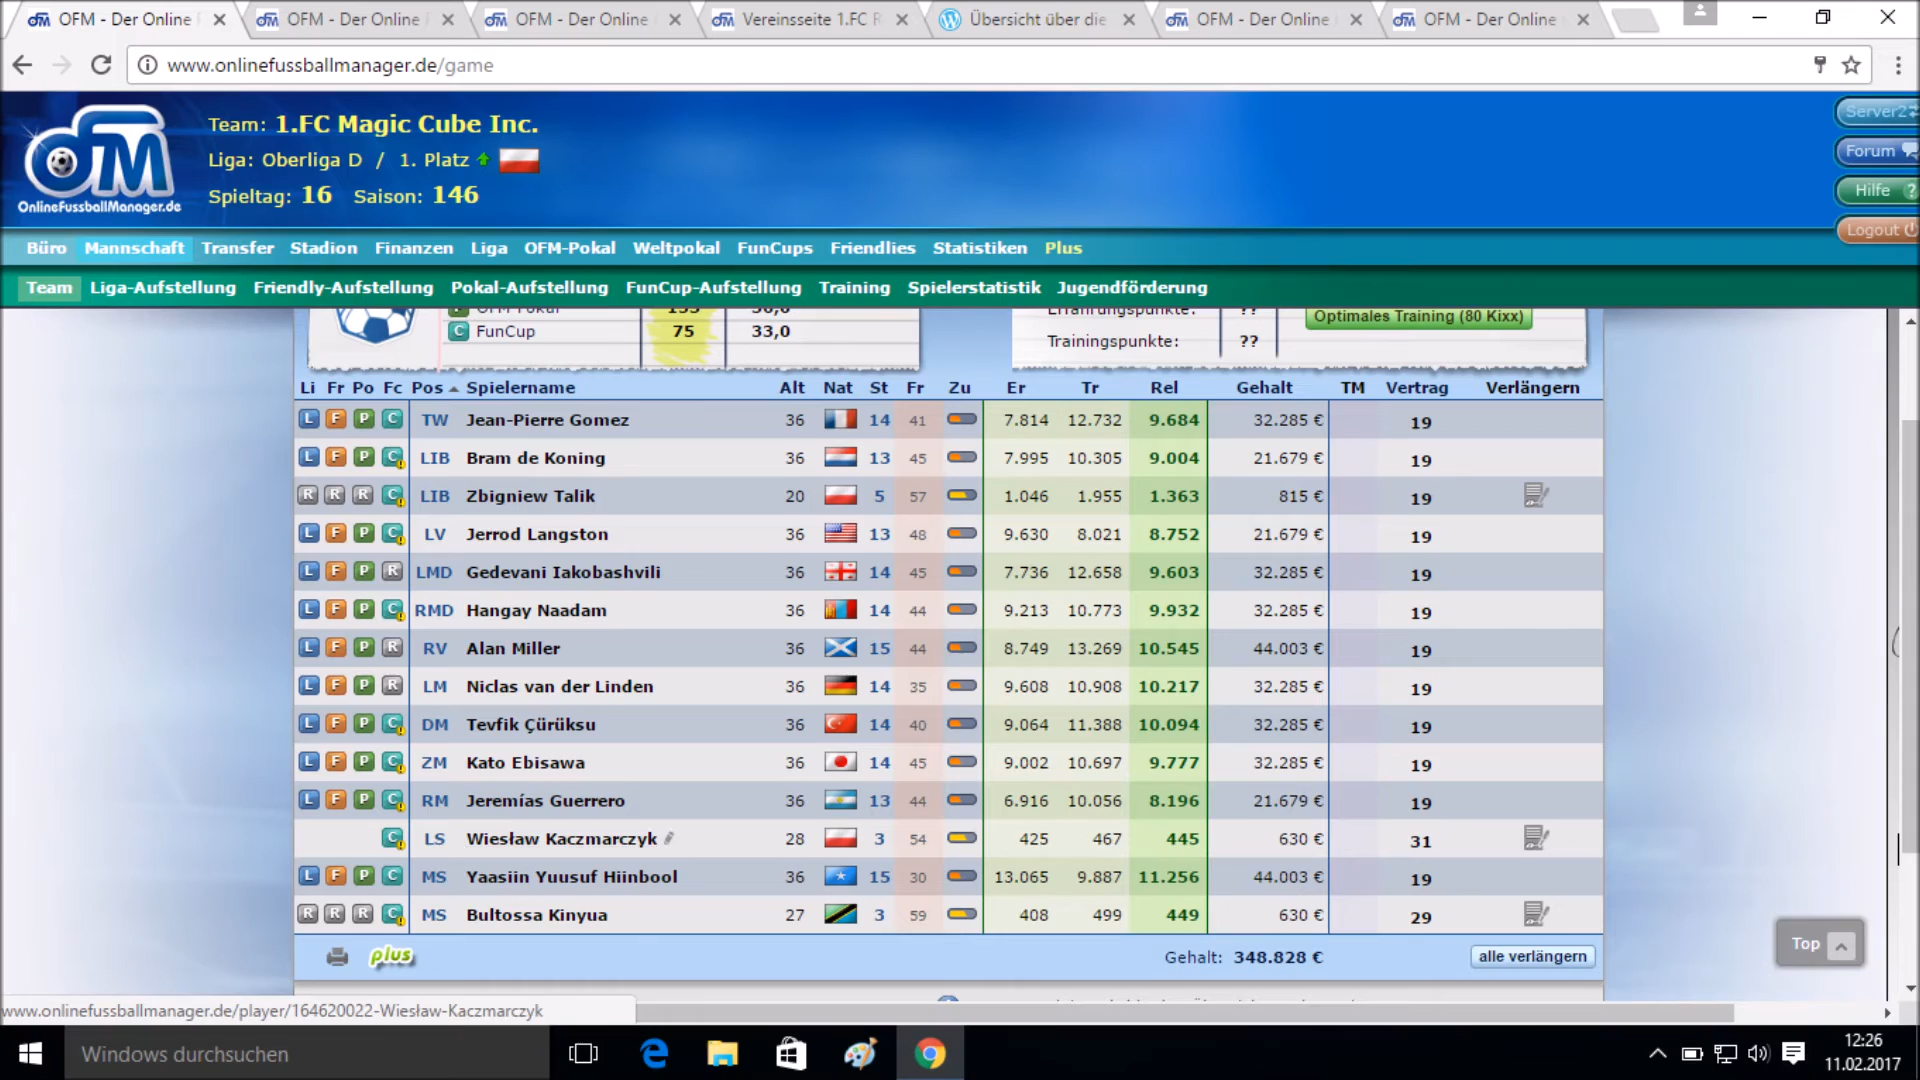 OFM - Der Online
OFM - Der Online
OFM - Der Online
Vereinsseite 1.FC R
Übersicht über die
OFM - Der Online
OFM - Der Online
www.onlinefussballmanager.de/game
OFM
OnlineFussballManager.de
Team: 1.FC Magic Cube Inc.
Liga: Oberliga D / 1. Platz
Spieltag: 16 Saison: 146
Server2
Forum
Hilfe ?
Logout
Büro Mannschaft Transfer Stadion Finanzen Liga OFM-Pokal Weltpokal FunCups Friendlies Statistiken Plus
Team Liga-Aufstellung Friendly-Aufstellung Pokal-Aufstellung FunCup-Aufstellung Training Spielerstatistik Jugendförderung
C FunCup 75 33,0
Erfahrungspunkte: ?? Optimales Training (80 Kixx)
Trainingspunkte: ??
Li Fr Po Fc Pos Spielername Alt Nat St Fr Zu Er Tr Rel Gehalt TM Vertrag Verlängern
L F P C TW Jean-Pierre Gomez 36 14 41 7.814 12.732 9.684 32.285 € 19
L F P C LIB Bram de Koning 36 13 45 7.995 10.305 9.004 21.679 € 19
R R R C LIB Zbigniew Talik 20 5 57 1.046 1.955 1.363 815 € 19
L F P C LV Jerrod Langston 36 13 48 9.630 8.021 8.752 21.679 € 19
L F P R LMD Gedevani Iakobashvili 36 14 45 7.736 12.658 9.603 32.285 € 19
L F P C RMD Hangay Naadam 36 14 44 9.213 10.773 9.932 32.285 € 19
L F P R RV Alan Miller 36 15 44 8.749 13.269 10.545 44.003 € 19
L F P R LM Niclas van der Linden 36 14 35 9.608 10.908 10.217 32.285 € 19
L F P C DM Tevfik Çürüksu 36 14 40 9.064 11.388 10.094 32.285 € 19
L F P C ZM Kato Ebisawa 36 14 45 9.002 10.697 9.777 32.285 € 19
L F P C RM Jeremías Guerrero 36 13 44 6.916 10.056 8.196 21.679 € 19
C LS Wiesław Kaczmarczyk 28 3 54 425 467 445 630 € 31
L F P C MS Yaasiin Yuusuf Hiinbool 36 15 30 13.065 9.887 11.256 44.003 € 19
R R R C MS Bultossa Kinyua 27 3 59 408 499 449 630 € 29
plus Gehalt: 348.828 € alle verlängern
Top
www.onlinefussballmanager.de/player/164620022-Wiesław-Kaczmarczyk
Windows durchsuchen
12:26
11.02.2017